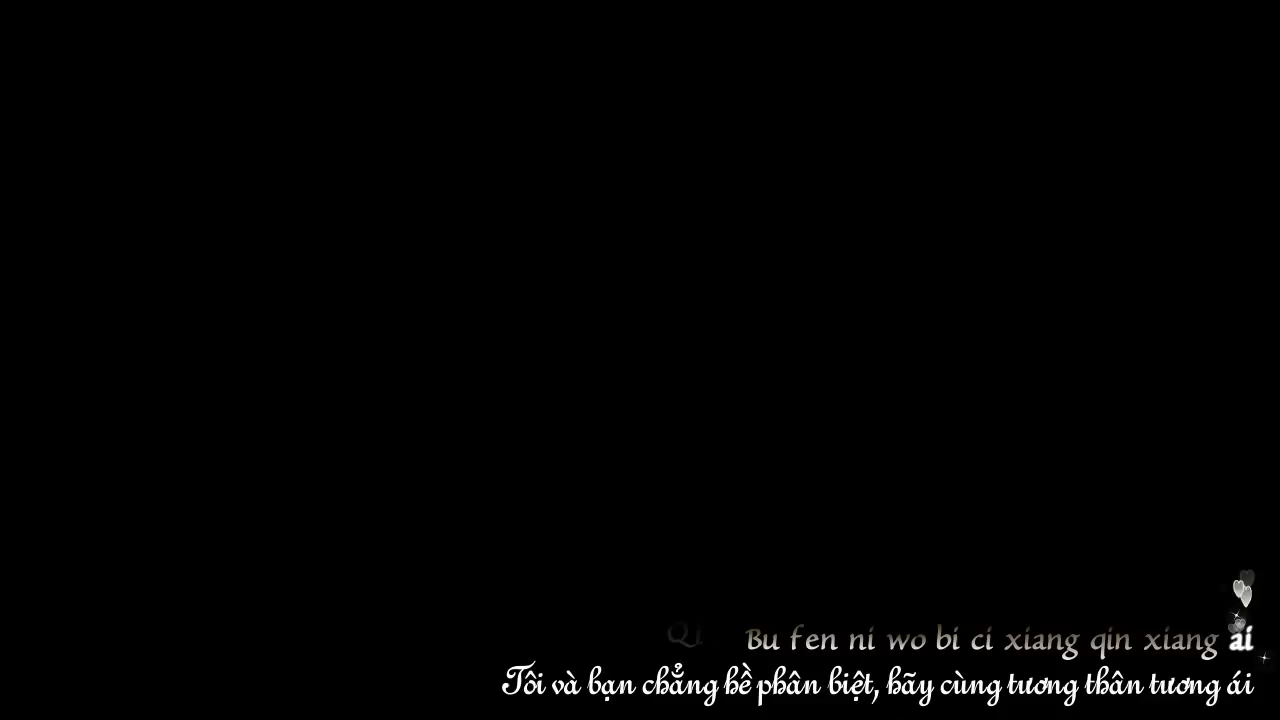 Qi Bu fen ni wo bi ci xiang qin xiang ai
Tôi và bạn chẳng hề phân biệt, hãy cùng tương thân tương ái